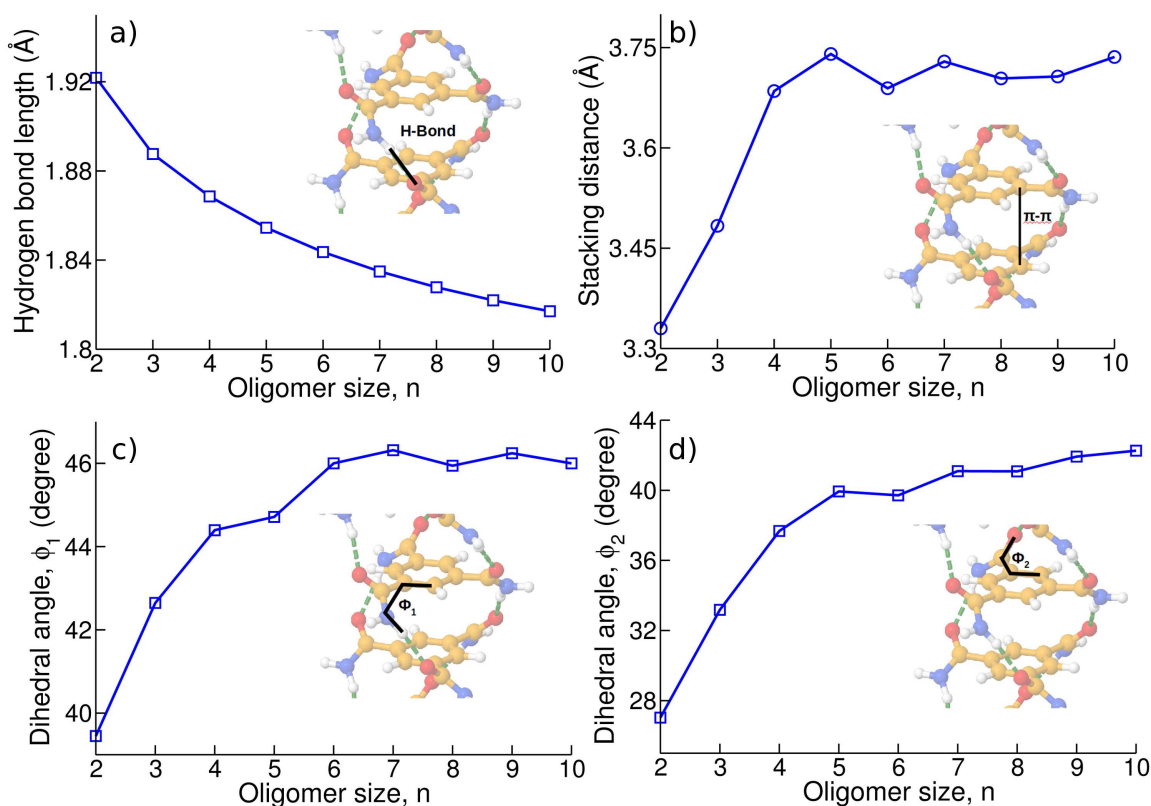 a)
Hydrogen bond length (Å)
1.92
1.88
1.84
1.8
H-Bond
2 3 4 5 6 7 8 9 10
Oligomer size, n
b)
Stacking distance (Å)
3.75
3.6
3.45
3.3
π-π
2 3 4 5 6 7 8 9 10
Oligomer size, n
c)
Dihedral angle, ϕ₁ (degree)
46
44
42
40
Φ₁
2 3 4 5 6 7 8 9 10
Oligomer size, n
d)
Dihedral angle, ϕ₂ (degree)
44
40
36
32
28
Φ₂
2 3 4 5 6 7 8 9 10
Oligomer size, n